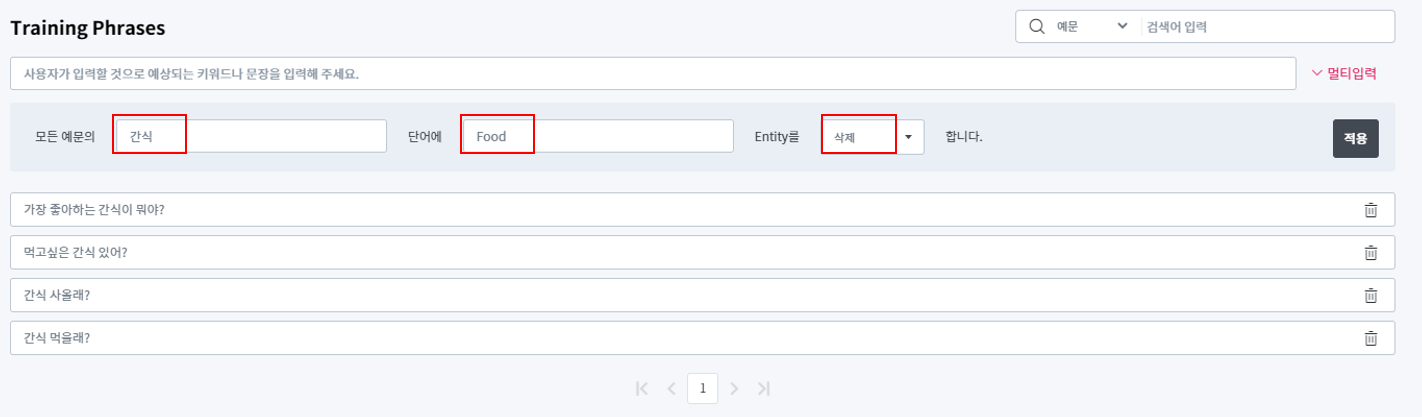 Training Phrases
예문 검색어 입력
사용자가 입력할 것으로 예상되는 키워드나 문장을 입력해 주세요.
멀티입력
모든 예문의 간식 단어에 Food Entity를 삭제 합니다. 적용
가장 좋아하는 간식이 뭐야?
먹고싶은 간식 있어?
간식 사올래?
간식 먹을래?
1